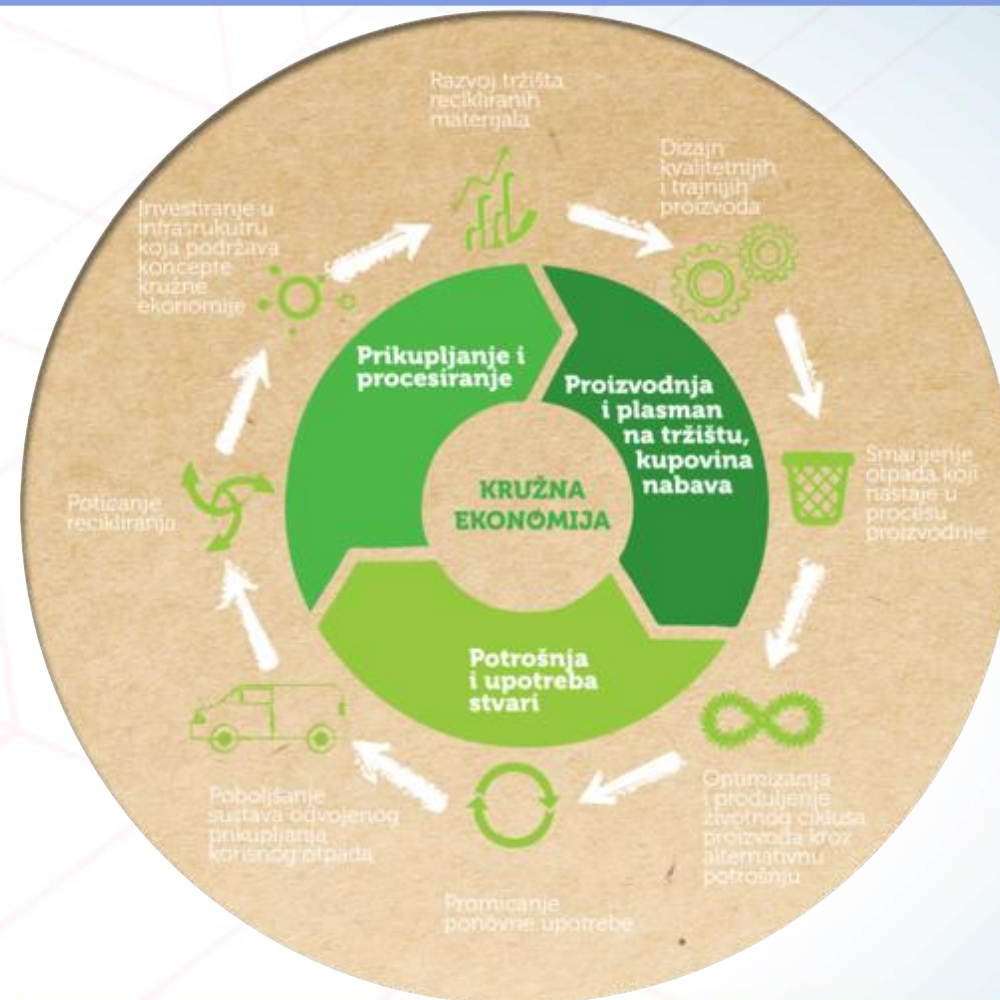 Razvoj tržišta
recikliranih
materijala
Dizajn
kvalitetnijih
i trajnijih
proizvoda
Investiranje u
infrasrukutru
koja podržava
koncepte
kružne
ekonomije
Prikupljanje i
procesiranje
Proizvodnja
i plasman
na tržištu,
kupovina
nabava
KRUŽNA
EKONOMIJA
Smanjenje
otpada koji
nastaje u
procesu
proizvodnje
Poticanje
recikliranja
Potrošnja
i upotreba
stvari
Optimizacija
i produljenje
životnog ciklusa
proizvoda kroz
alternativnu
potrošnju
Poboljšanje
sustava odvojenog
prikupljanja
korisnog otpada
Promicanje
ponovne upotrebe